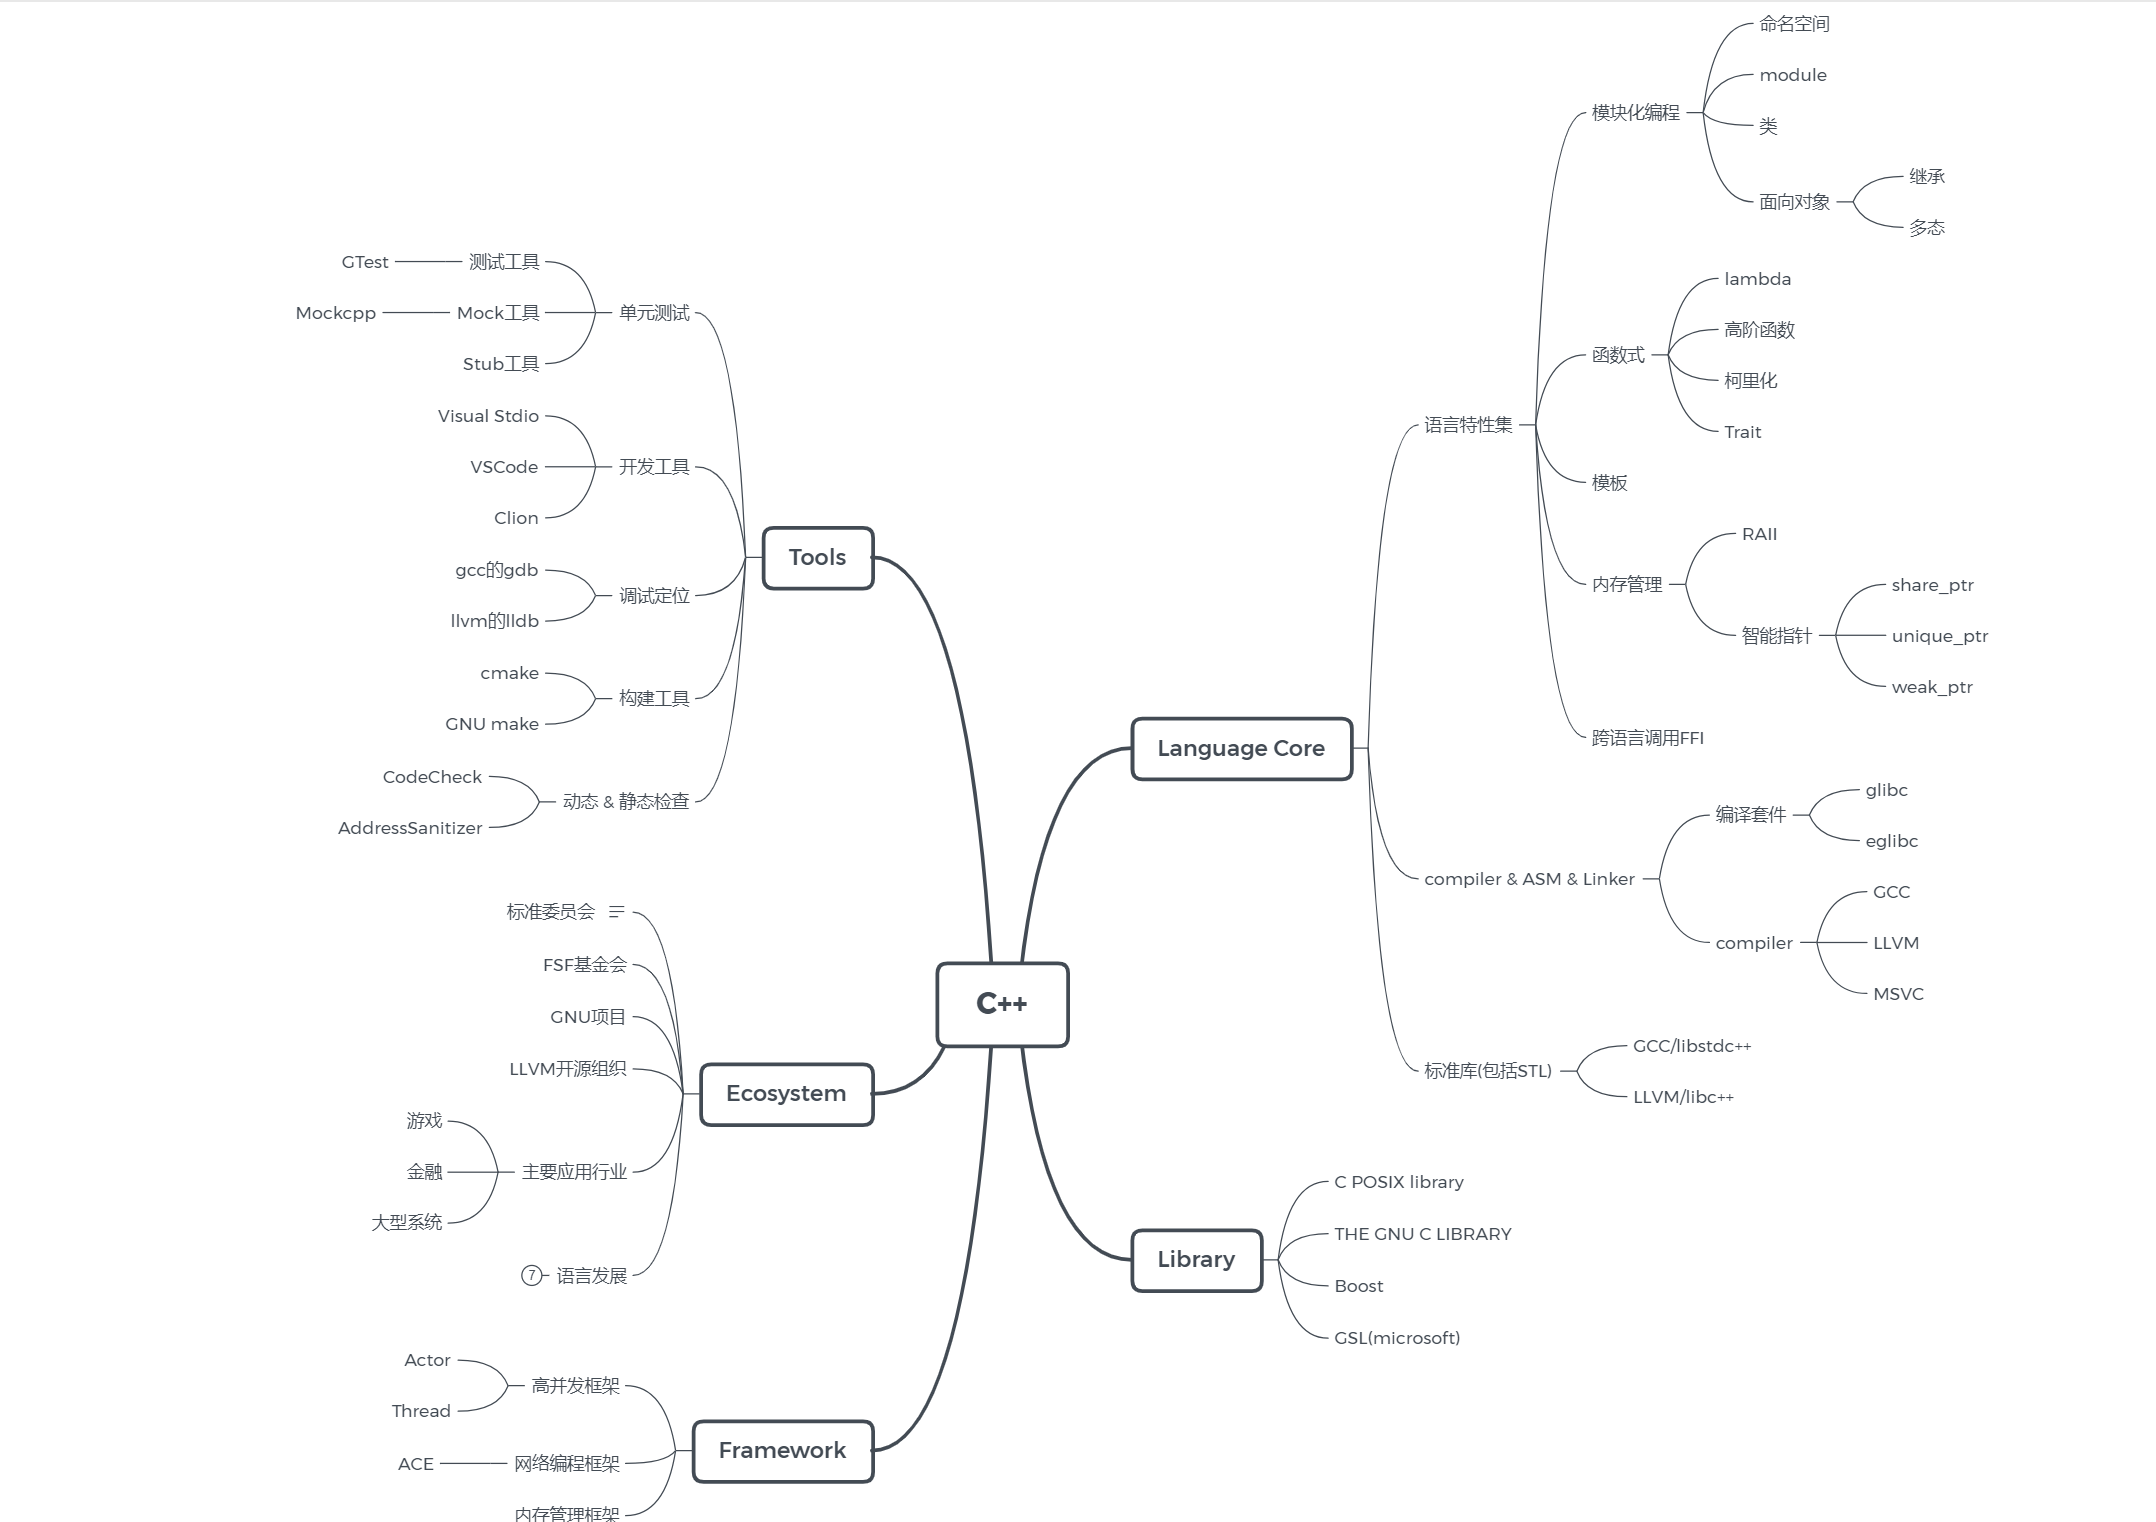 C++
Language Core
语言特性集
模块化编程
命名空间
module
类
面向对象
继承
多态
函数式
lambda
高阶函数
柯里化
Trait
模板
内存管理
RAII
智能指针
share_ptr
unique_ptr
weak_ptr
跨语言调用FFI
compiler & ASM & Linker
编译套件
glibc
eglibc
compiler
GCC
LLVM
MSVC
标准库(包括STL)
GCC/libstdc++
LLVM/libc++
Library
C POSIX library
THE GNU C LIBRARY
Boost
GSL(microsoft)
Tools
单元测试
测试工具
GTest
Mock工具
Mockcpp
Stub工具
开发工具
Visual Stdio
VSCode
Clion
调试定位
gcc的gdb
llvm的lldb
构建工具
cmake
GNU make
动态 & 静态检查
CodeCheck
AddressSanitizer
Ecosystem
标准委员会
FSF基金会
GNU项目
LLVM开源组织
主要应用行业
游戏
金融
大型系统
语言发展
7
Framework
高并发框架
Actor
Thread
网络编程框架
ACE
内存管理框架